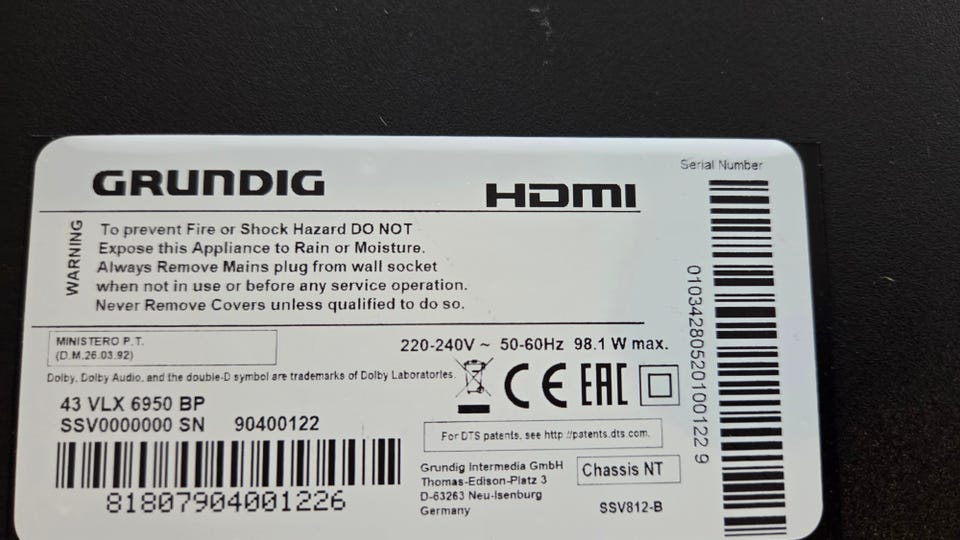 GRUNDIG
HDMI
Serial Number
WARNING
To prevent Fire or Shock Hazard DO NOT
Expose this Appliance to Rain or Moisture.
Always Remove Mains plug from wall socket
when not in use or before any service operation.
Never Remove Covers unless qualified to do so.
MINISTERO P.T.
(D.M.26.03.92)
220-240V ~ 50-60Hz 98.1 W max.
Dolby, Dolby Audio, and the double-D symbol are trademarks of Dolby Laboratories.
CE EAC
43 VLX 6950 BP
SSV0000000 SN 90400122
For DTS patents, see http://patents.dts.com.
81807904001226
Grundig Intermedia GmbH
Thomas-Edison-Platz 3
D-63263 Neu-Isenburg
Germany
Chassis NT
SSV812-B
01034280520100122 9